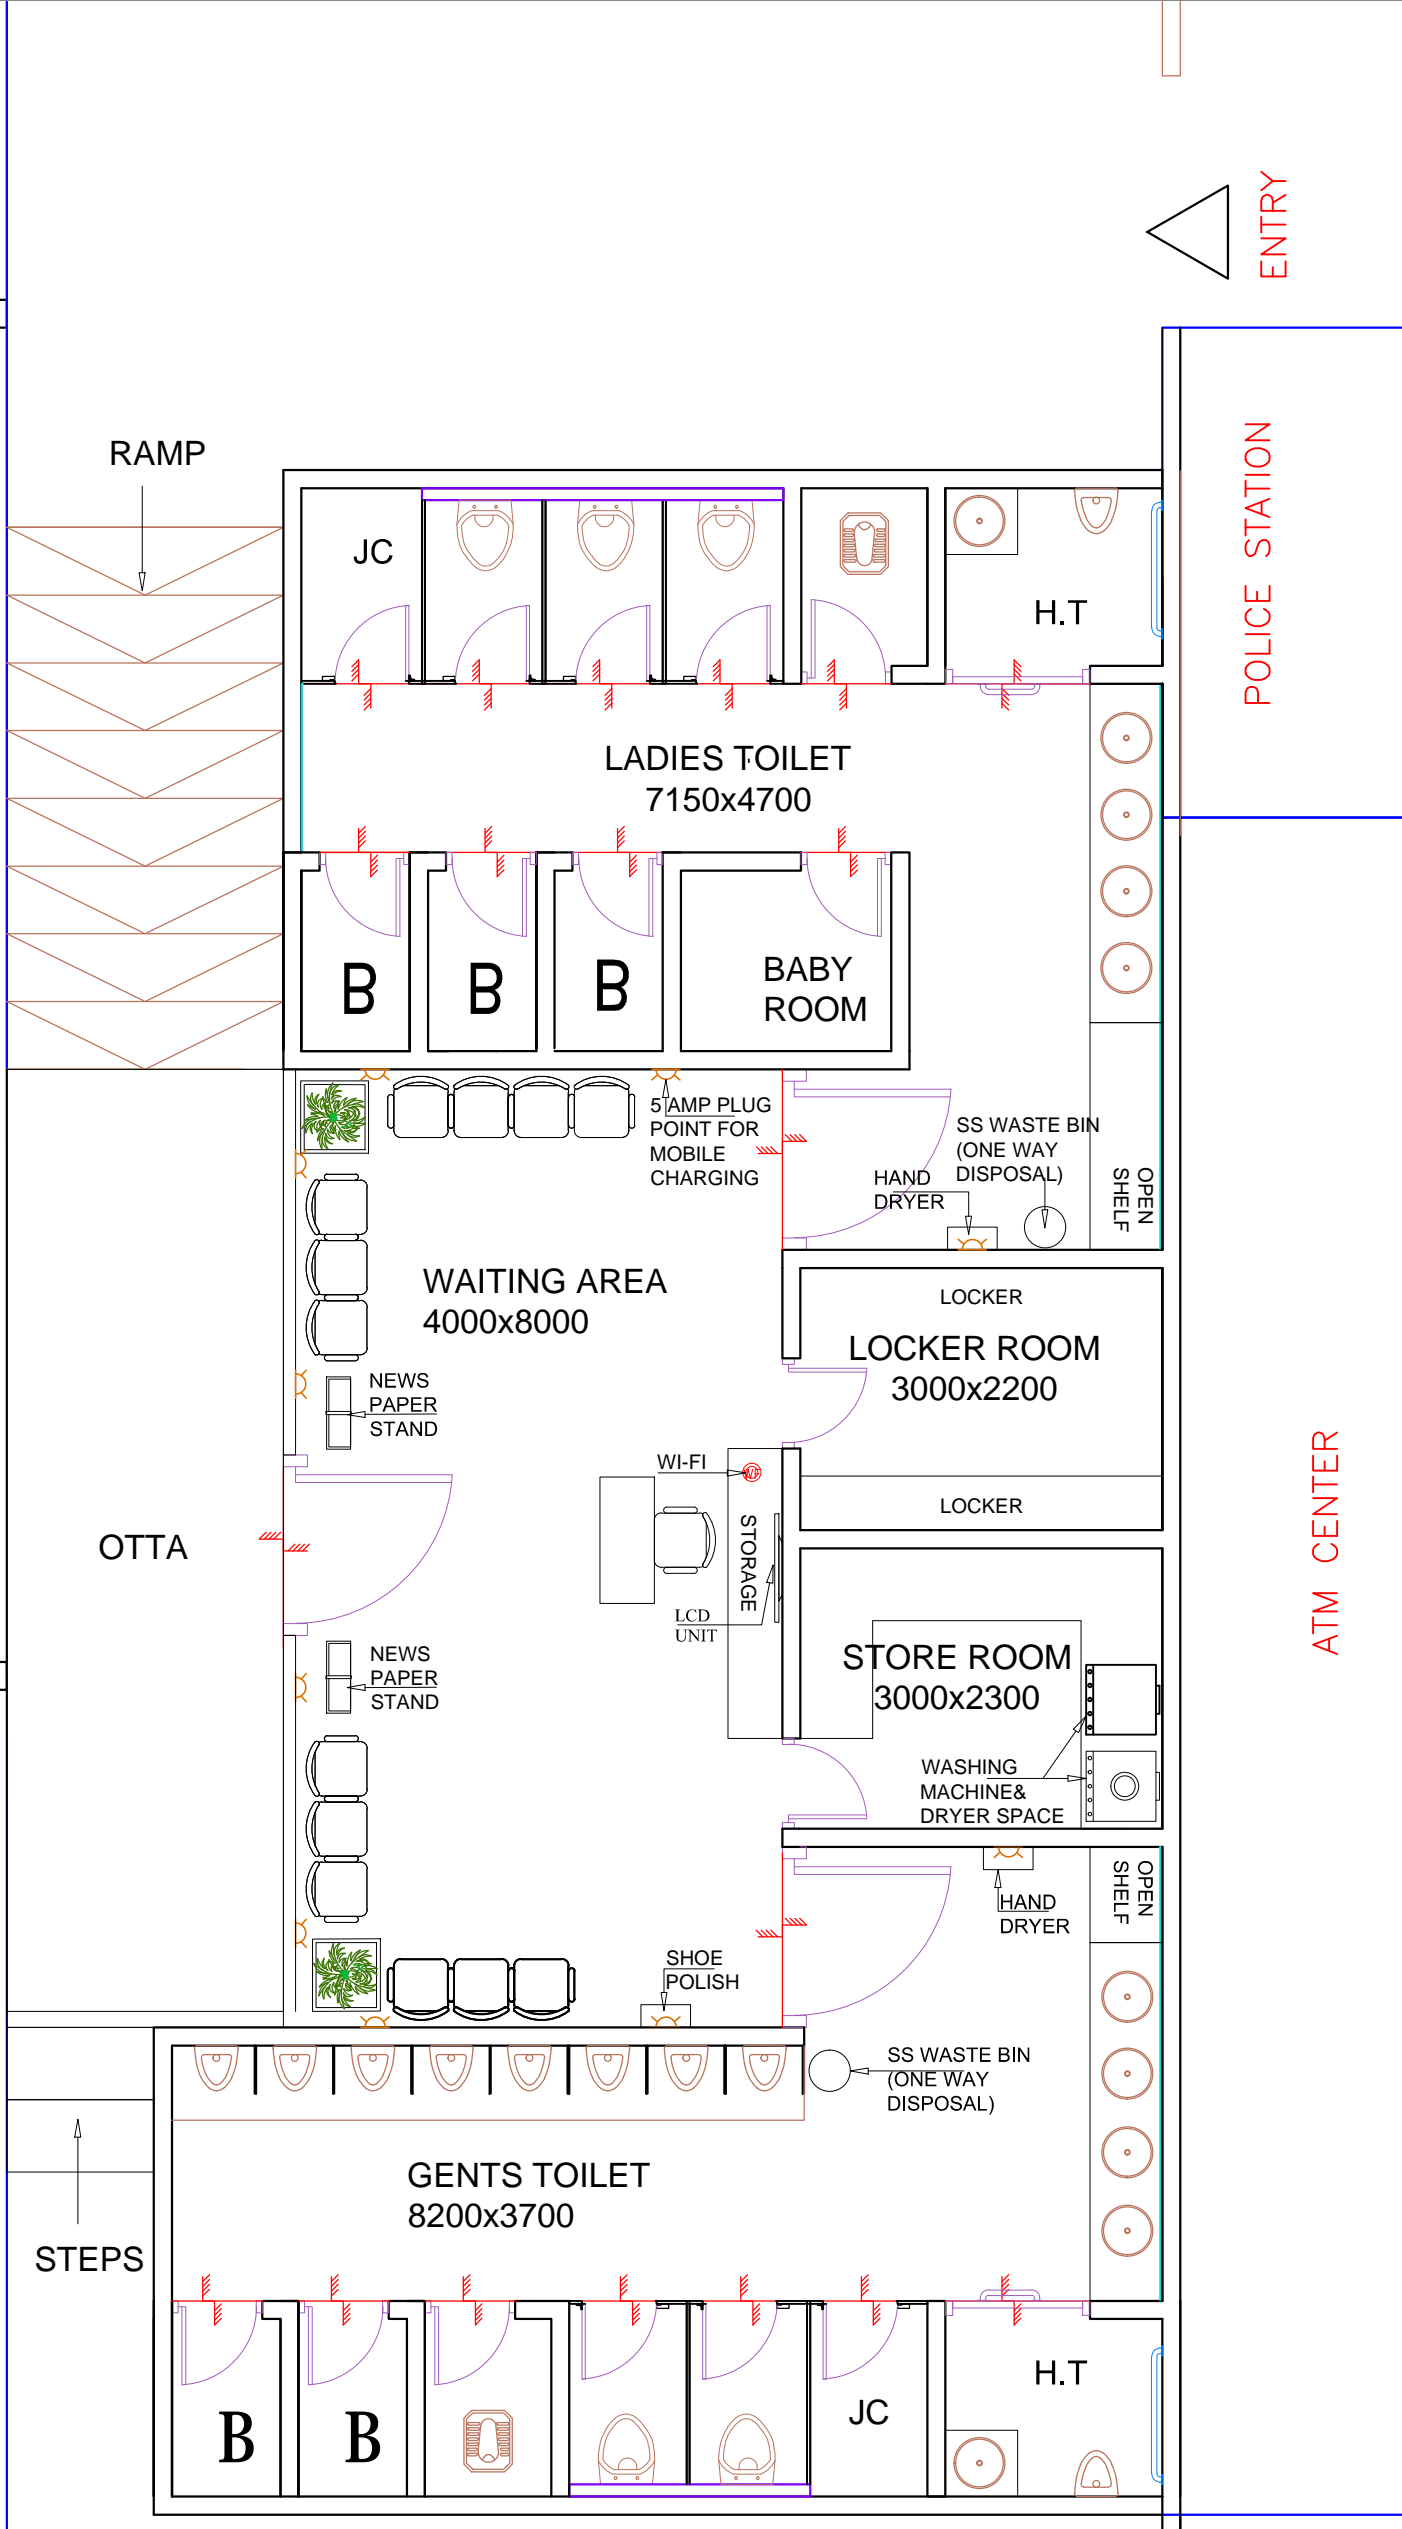 ENTRY
POLICE STATION
RAMP
JC
H.T
LADIES TOILET
7150x4700
B
B
B
BABY
ROOM
5 AMP PLUG
POINT FOR
MOBILE
CHARGING
SS WASTE BIN
(ONE WAY
DISPOSAL)
HAND
DRYER
OPEN
SHELF
WAITING AREA
4000x8000
LOCKER
LOCKER ROOM
3000x2200
LOCKER
NEWS
PAPER
STAND
WI-FI
STORAGE
LCD
UNIT
OTTA
ATM CENTER
STORE ROOM
3000x2300
NEWS
PAPER
STAND
WASHING
MACHINE&
DRYER SPACE
HAND
DRYER
OPEN
SHELF
SHOE
POLISH
SS WASTE BIN
(ONE WAY
DISPOSAL)
GENTS TOILET
8200x3700
STEPS
B
B
JC
H.T